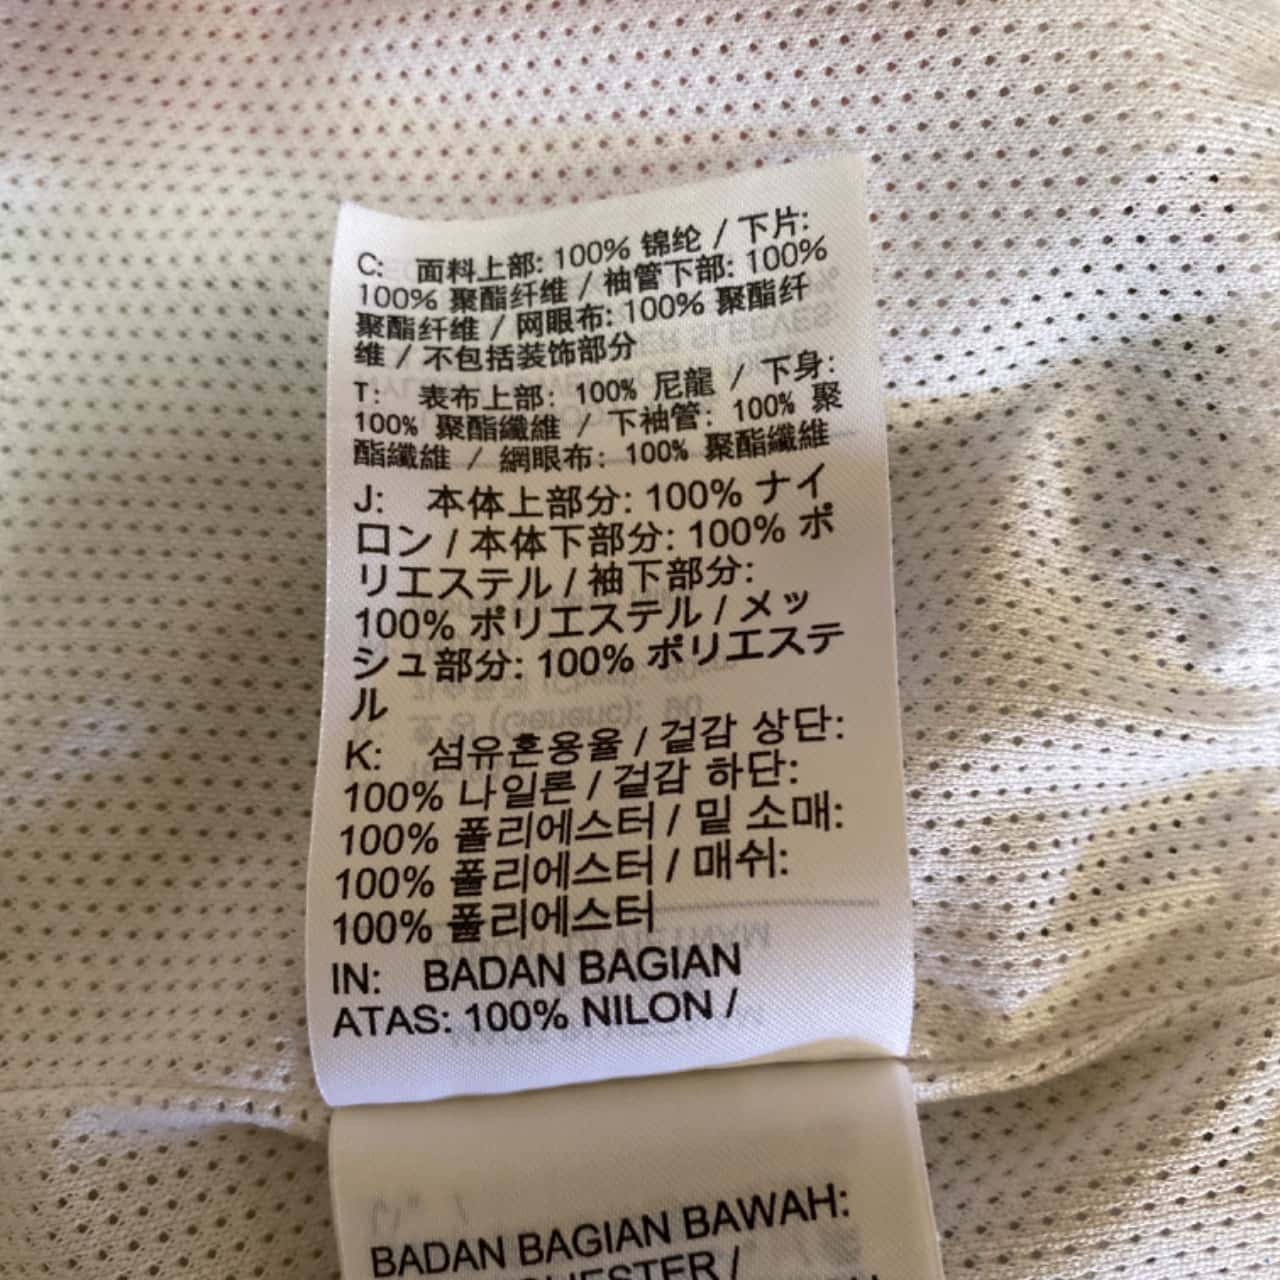 C: 面料上部: 100% 锦纶 / 下片:
100% 聚酯纤维 / 袖管下部: 100%
聚酯纤维 / 网眼布: 100% 聚酯纤
维 / 不包括装饰部分
T: 表布上部: 100% 尼龍 / 下身:
100% 聚酯纖維 / 下袖管: 100% 聚
酯纖維 / 網眼布: 100% 聚酯纖維
J: 本体上部分: 100% ナイ
ロン / 本体下部分: 100% ポ
リエステル / 袖下部分:
100% ポリエステル / メッ
シュ部分: 100% ポリエステ
ル
K: 섬유혼용율 / 겉감 상단:
100% 나일론 / 겉감 하단:
100% 폴리에스터 / 밑 소매:
100% 폴리에스터 / 매쉬:
100% 폴리에스터
IN: BADAN BAGIAN
ATAS: 100% NILON /
BADAN BAGIAN BAWAH: